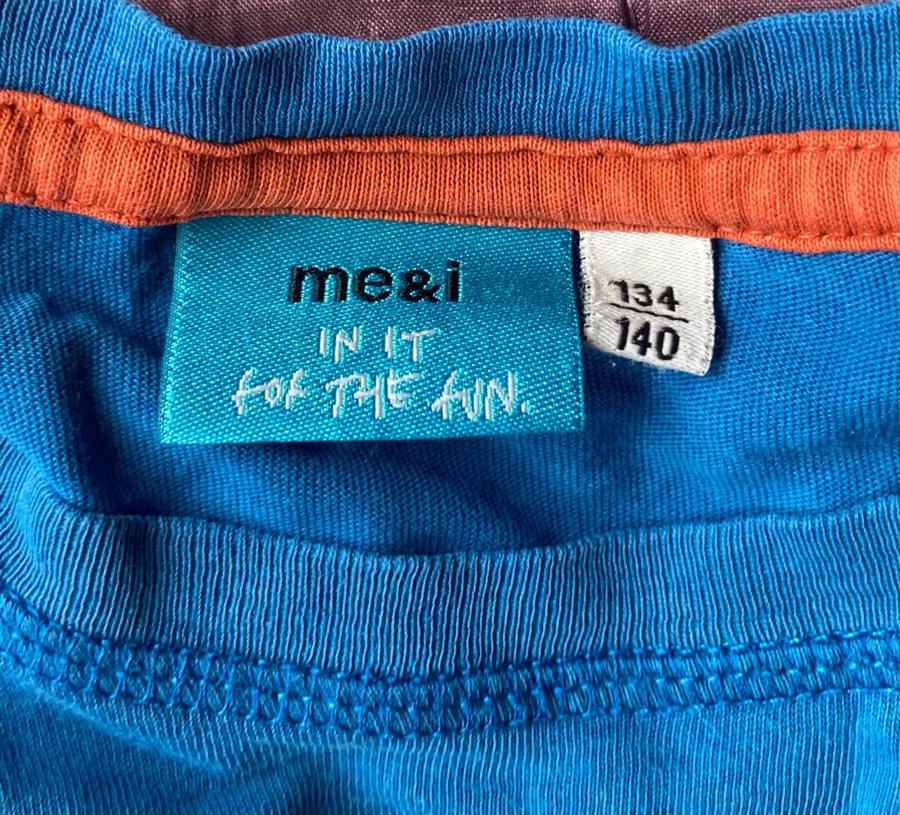 me&i
IN IT
FOR THE FUN.
134
140